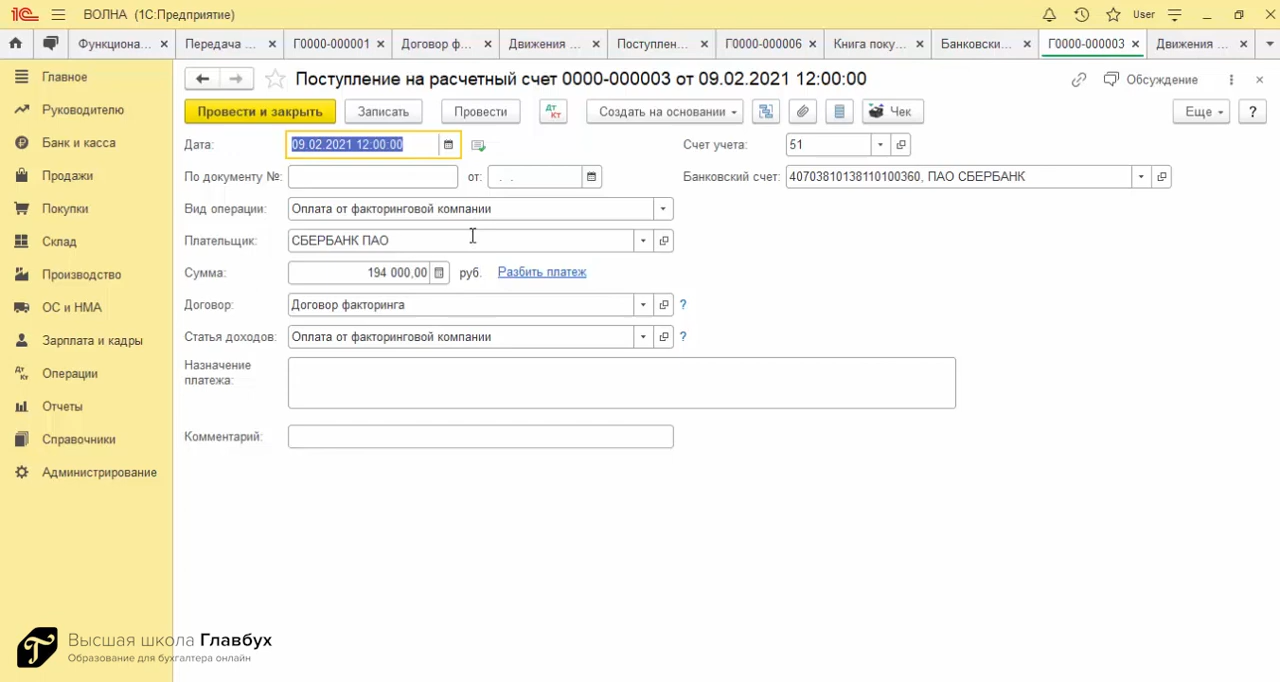 1С ВОЛНА (1С:Предприятие) User
Функциона... × Передача ... × Г0000-000001 × Договор ф... × Движения ... × Поступлен... × Г0000-000006 × Книга поку... × Банковски... × Г0000-000003 × Движения ... ×
Поступление на расчетный счет 0000-000003 от 09.02.2021 12:00:00 Обсуждение
Провести и закрыть Записать Провести Дт Кт Создать на основании Чек Еще ?
Дата: 09.02.2021 12:00:00 Счет учета: 51
По документу №: от: . . Банковский счет: 40703810138110100360, ПАО СБЕРБАНК
Вид операции: Оплата от факторинговой компании
Плательщик: СБЕРБАНК ПАО
Сумма: 194 000,00 руб. Разбить платеж
Договор: Договор факторинга ?
Статья доходов: Оплата от факторинговой компании ?
Назначение
платежа:
Комментарий:
Главное
Руководителю
Банк и касса
Продажи
Покупки
Склад
Производство
ОС и НМА
Зарплата и кадры
Дт Кт Операции
Отчеты
Справочники
Администрирование
Высшая школа Главбух
Образование для бухгалтера онлайн